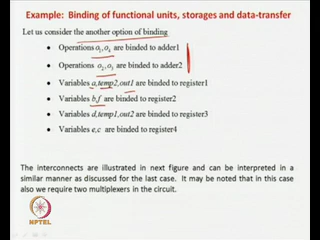 Example: Binding of functional units, storages and data-transfer
Let us consider the another option of binding
• Operations o₁,o₄ are bound to adder1
• Operations o₂,o₃ are binded to adder2
• Variables a,temp2,out1 are binded to register1
• Variables b,f are binded to register2
• Variables d,temp1,out2 are binded to register3
• Variables e,c are binded to register4
The interconnects are illustrated in next figure and can be interpreted in a
similar manner as discussed for the last case. It may be noted that in this case
also we require two multiplexers in the circuit.
NPTEL